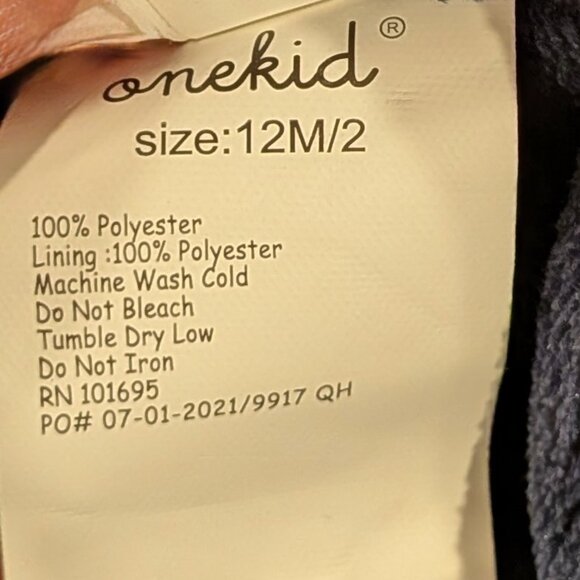 onekid®
size:12M/2
100% Polyester
Lining :100% Polyester
Machine Wash Cold
Do Not Bleach
Tumble Dry Low
Do Not Iron
RN 101695
PO# 07-01-2021/9917 QH